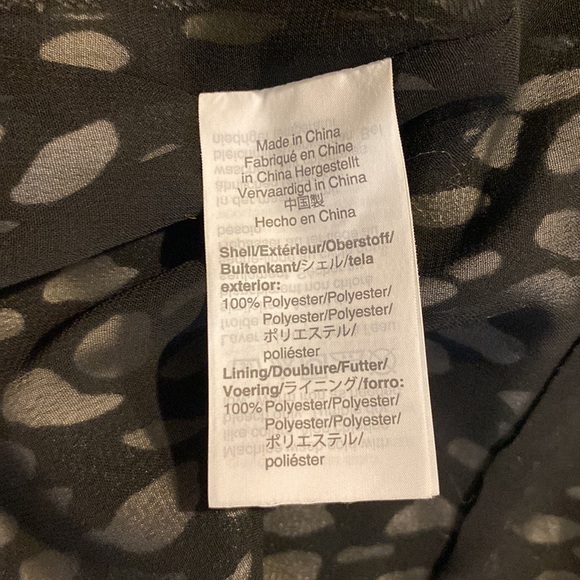 Made in China
Fabriqué en Chine
in China Hergestellt
Vervaardigd in China
中国製
Hecho en China
Shell/Extérieur/Oberstoff/
Buitenkant/シェル/tela
exterior:
100% Polyester/Polyester/
Polyester/Polyester/
ポリエステル/
poliéster
Lining/Doublure/Futter/
Voering/ライニング/forro:
100% Polyester/Polyester/
Polyester/Polyester/
ポリエステル/
poliéster